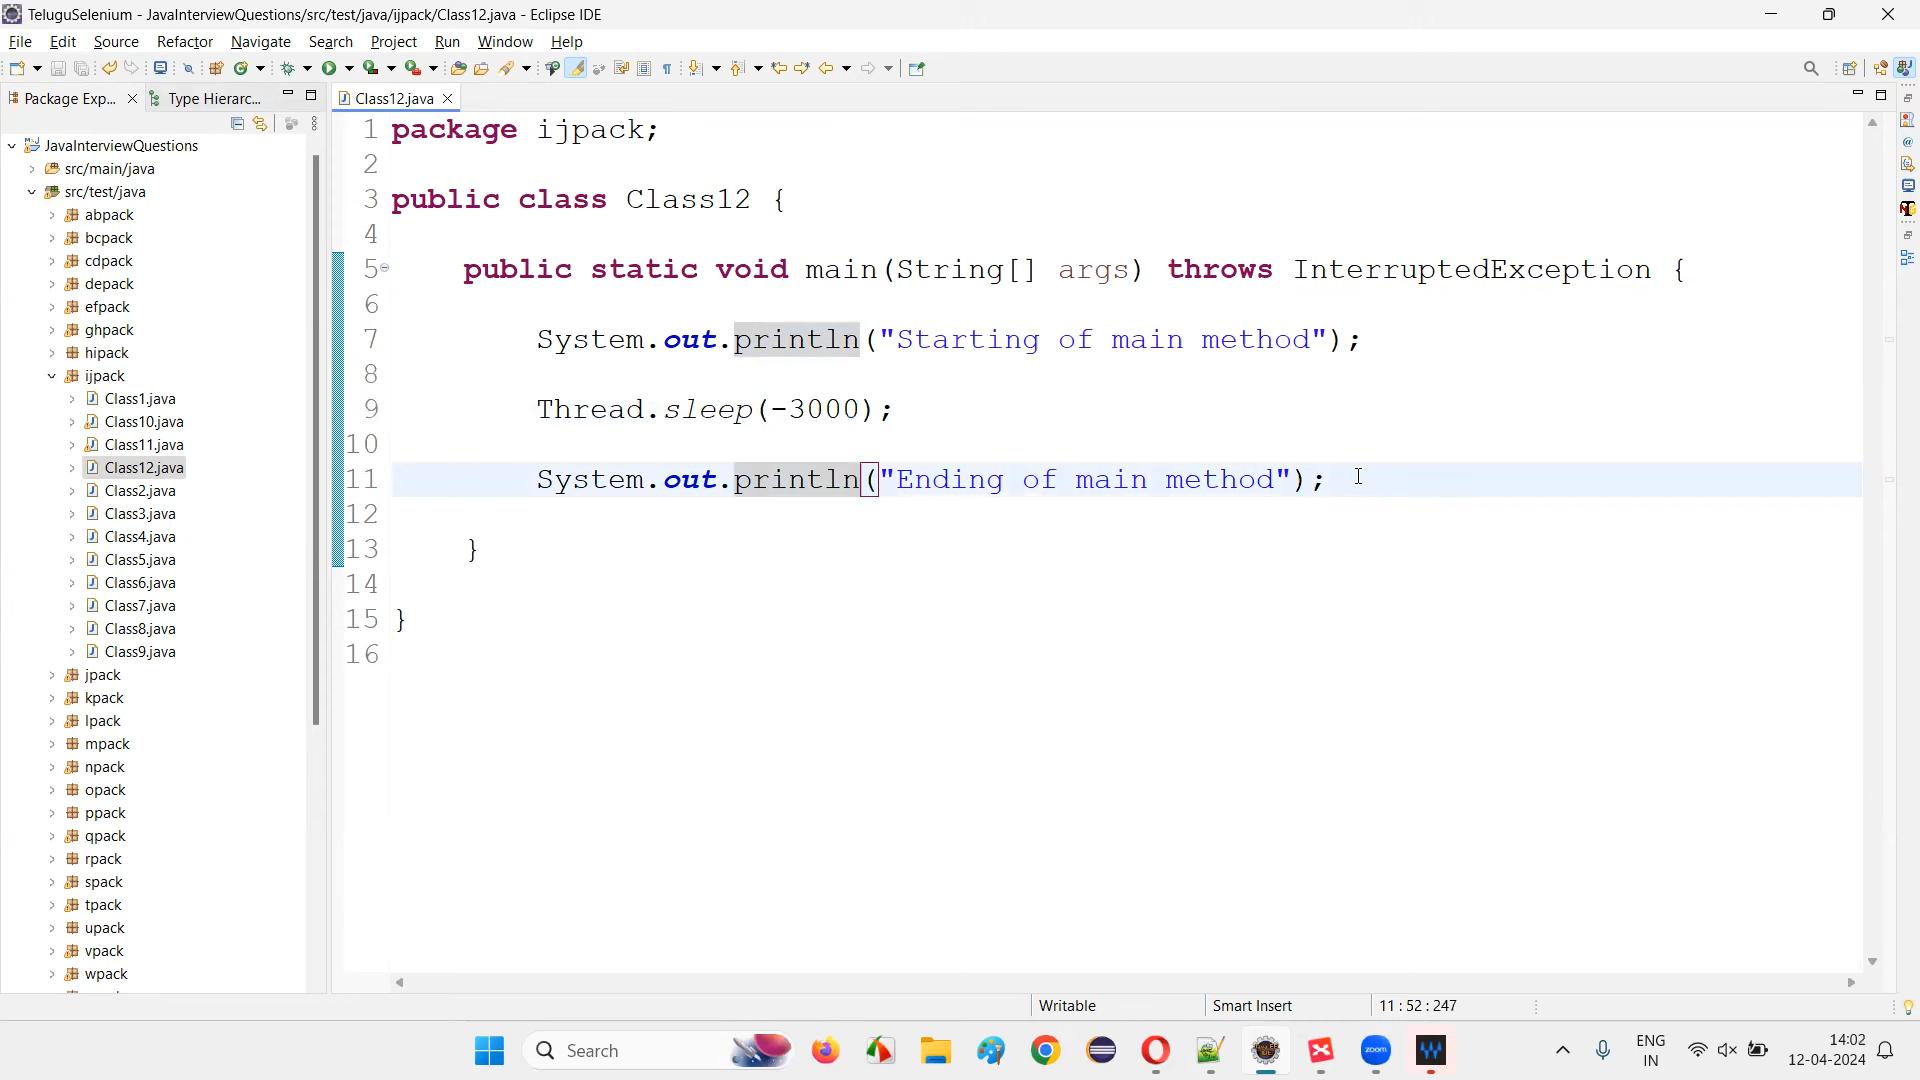 TeluguSelenium - JavaInterviewQuestions/src/test/java/ijpack/Class12.java - Eclipse IDE
File Edit Source Refactor Navigate Search Project Run Window Help
Package Exp...
Type Hierarc...
JavaInterviewQuestions
src/main/java
src/test/java
abpack
bcpack
cdpack
depack
efpack
ghpack
hipack
ijpack
Class1.java
Class10.java
Class11.java
Class12.java
Class2.java
Class3.java
Class4.java
Class5.java
Class6.java
Class7.java
Class8.java
Class9.java
jpack
kpack
lpack
mpack
npack
opack
ppack
qpack
rpack
spack
tpack
upack
vpack
wpack
Class12.java
1 package ijpack;
2
3 public class Class12 {
4
5 public static void main(String[] args) throws InterruptedException {
6
7 System.out.println("Starting of main method");
8
9 Thread.sleep(-3000);
10
11 System.out.println("Ending of main method");
12
13 }
14
15 }
16
Writable Smart Insert 11 : 52 : 247
Search
zoom
ENG
IN
14:02
12-04-2024